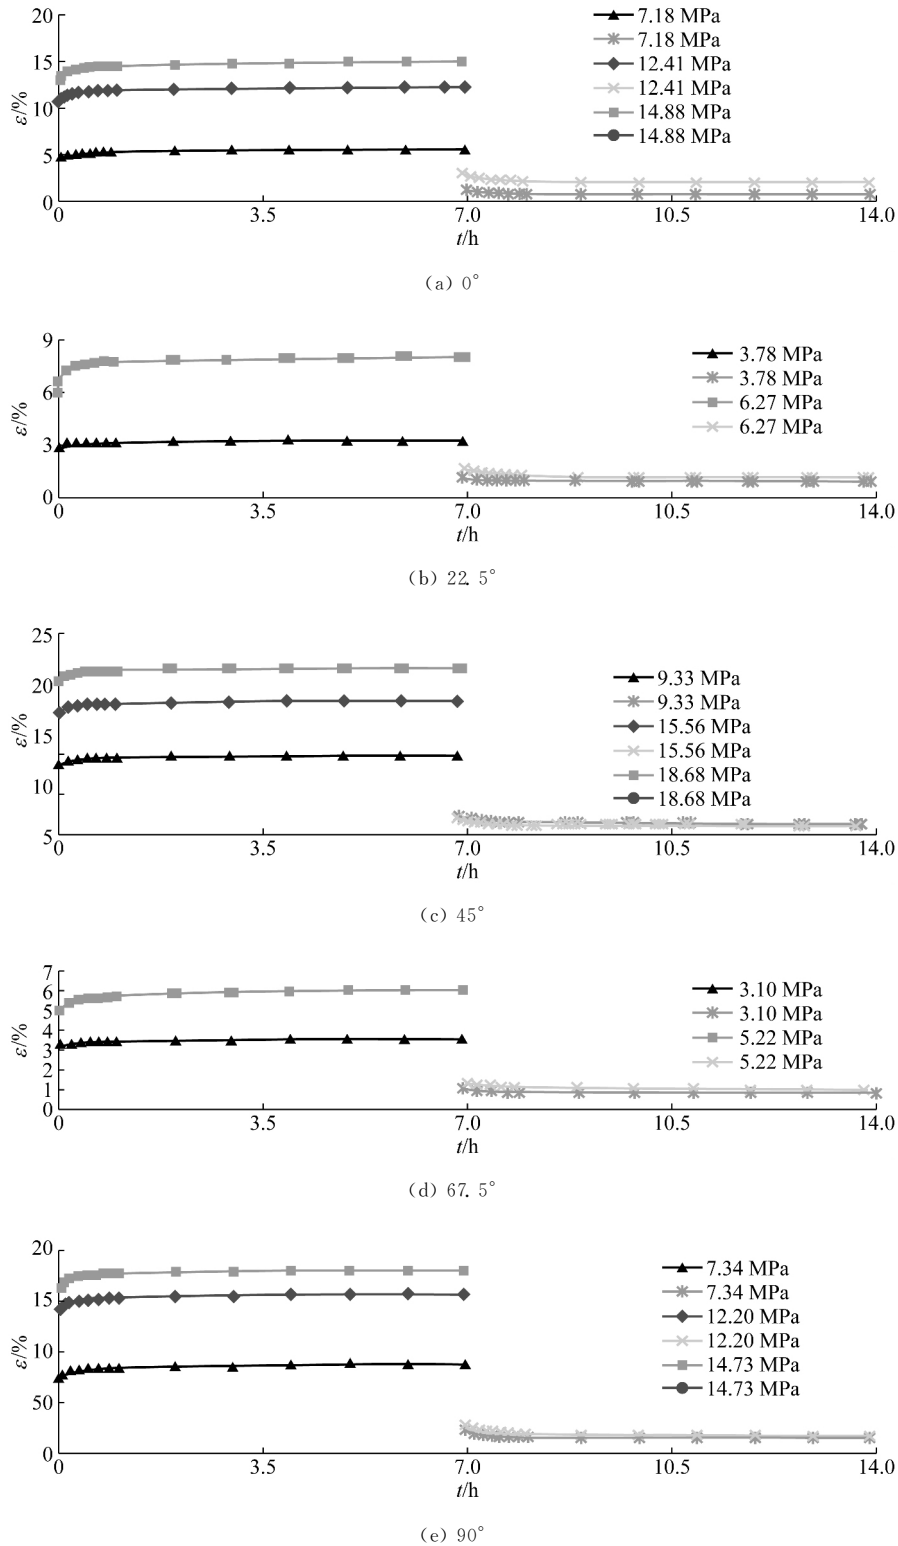 20
15
10
5
0
ε/%
0 3.5 7.0 10.5 14.0
t/h
7.18 MPa
7.18 MPa
12.41 MPa
12.41 MPa
14.88 MPa
14.88 MPa
(a) 0°
9
6
3
0
ε/%
0 3.5 7.0 10.5 14.0
t/h
3.78 MPa
3.78 MPa
6.27 MPa
6.27 MPa
(b) 22.5°
25
20
15
10
5
ε/%
0 3.5 7.0 10.5 14.0
t/h
9.33 MPa
9.33 MPa
15.56 MPa
15.56 MPa
18.68 MPa
18.68 MPa
(c) 45°
7
6
5
4
3
2
1
0
ε/%
0 3.5 7.0 10.5 14.0
t/h
3.10 MPa
3.10 MPa
5.22 MPa
5.22 MPa
(d) 67.5°
20
15
10
50
0
ε/%
0 3.5 7.0 10.5 14.0
t/h
7.34 MPa
7.34 MPa
12.20 MPa
12.20 MPa
14.73 MPa
14.73 MPa
(e) 90°